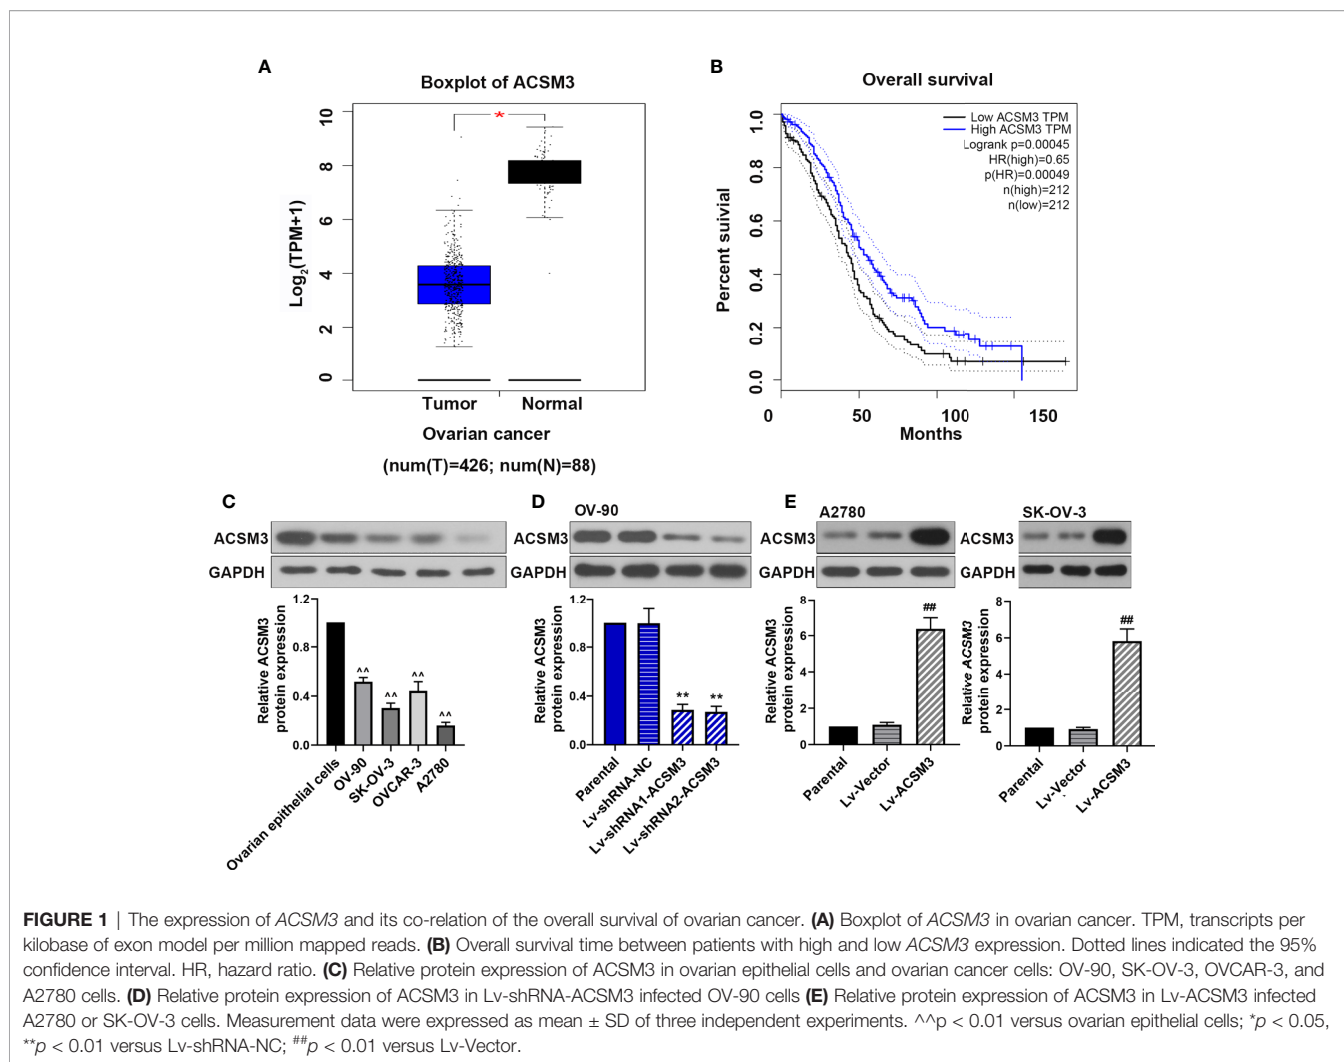 A
Boxplot of ACSM3
10
8
6
4
2
0
Log2(TPM+1)
*
Tumor
Normal
Ovarian cancer
(num(T)=426; num(N)=88)
B
Overall survival
Low ACSM3 TPM
High ACSM3 TPM
Logrank p=0.00045
HR(high)=0.65
p(HR)=0.00049
n(high)=212
n(low)=212
1.0
0.8
0.6
0.4
0.2
0.0
Percent suivial
0
50
100
150
Months
C
ACSM3
GAPDH
1.2
0.8
0.4
0.0
Relative ACSM3
protein expression
^^
^^
^^
^^
Ovarian epithelial cells
OV-90
SK-OV-3
OVCAR-3
A2780
D
OV-90
ACSM3
GAPDH
1.2
0.8
0.4
0.0
Relative ACSM3
protein expression
**
**
Parental
Lv-shRNA-NC
Lv-shRNA1-ACSM3
Lv-shRNA2-ACSM3
E
A2780
ACSM3
GAPDH
8
6
4
2
0
Relative ACSM3
protein expression
##
Parental
Lv-Vector
Lv-ACSM3
SK-OV-3
ACSM3
GAPDH
8
6
4
2
0
Relative ACSM3
protein expression
##
Parental
Lv-Vector
Lv-ACSM3
FIGURE 1 | The expression of ACSM3 and its co-relation of the overall survival of ovarian cancer. (A) Boxplot of ACSM3 in ovarian cancer. TPM, transcripts per
kilobase of exon model per million mapped reads. (B) Overall survival time between patients with high and low ACSM3 expression. Dotted lines indicated the 95%
confidence interval. HR, hazard ratio. (C) Relative protein expression of ACSM3 in ovarian epithelial cells and ovarian cancer cells: OV-90, SK-OV-3, OVCAR-3, and
A2780 cells. (D) Relative protein expression of ACSM3 in Lv-shRNA-ACSM3 infected OV-90 cells (E) Relative protein expression of ACSM3 in Lv-ACSM3 infected
A2780 or SK-OV-3 cells. Measurement data were expressed as mean ± SD of three independent experiments. ^^p < 0.01 versus ovarian epithelial cells; *p < 0.05,
**p < 0.01 versus Lv-shRNA-NC; ##p < 0.01 versus Lv-Vector.